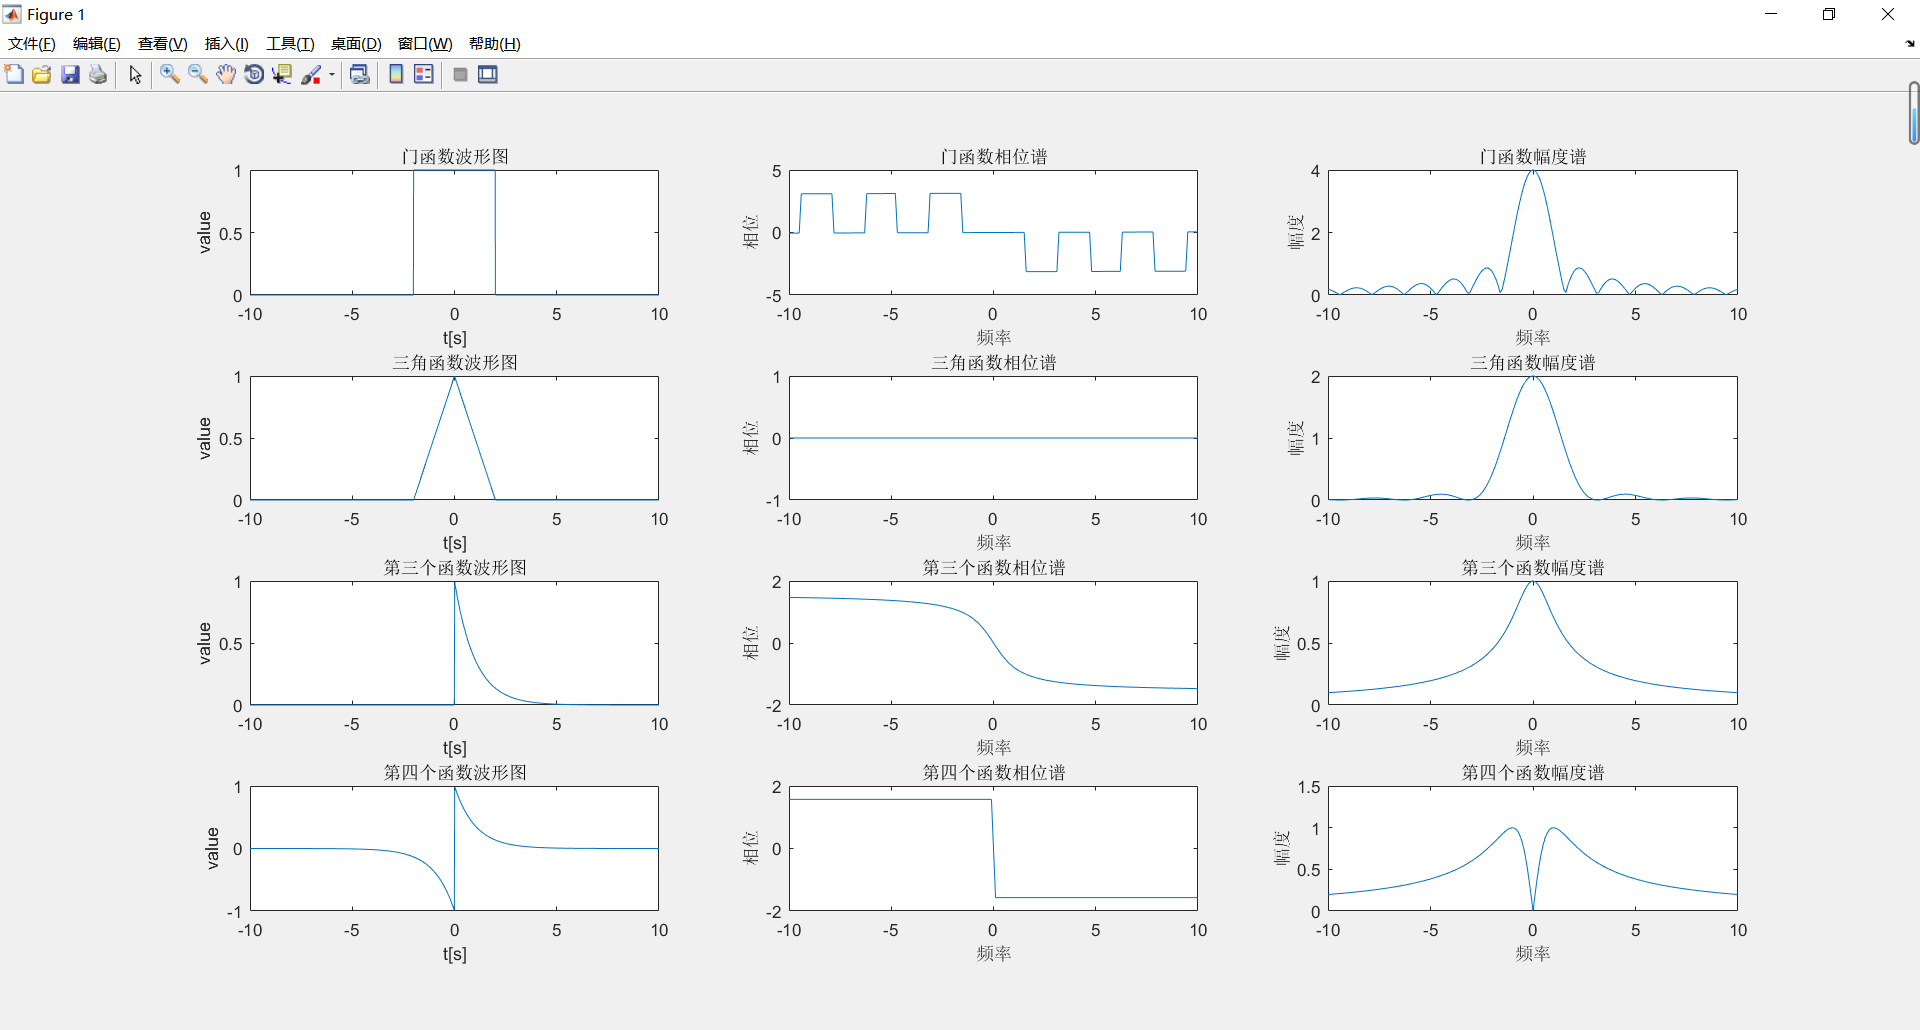 Figure 1
文件(F) 编辑(E) 查看(V) 插入(I) 工具(T) 桌面(D) 窗口(W) 帮助(H)
门函数波形图
value
1
0.5
0
-10 -5 0 5 10
t[s]
门函数相位谱
相位
5
0
-5
-10 -5 0 5 10
频率
门函数幅度谱
幅度
4
2
0
-10 -5 0 5 10
频率
三角函数波形图
value
1
0.5
0
-10 -5 0 5 10
t[s]
三角函数相位谱
相位
1
0
-1
-10 -5 0 5 10
频率
三角函数幅度谱
幅度
2
1
0
-10 -5 0 5 10
频率
第三个函数波形图
value
1
0.5
0
-10 -5 0 5 10
t[s]
第三个函数相位谱
相位
2
0
-2
-10 -5 0 5 10
频率
第三个函数幅度谱
幅度
1
0.5
0
-10 -5 0 5 10
频率
第四个函数波形图
value
1
0
-1
-10 -5 0 5 10
t[s]
第四个函数相位谱
相位
2
0
-2
-10 -5 0 5 10
频率
第四个函数幅度谱
幅度
1.5
1
0.5
0
-10 -5 0 5 10
频率